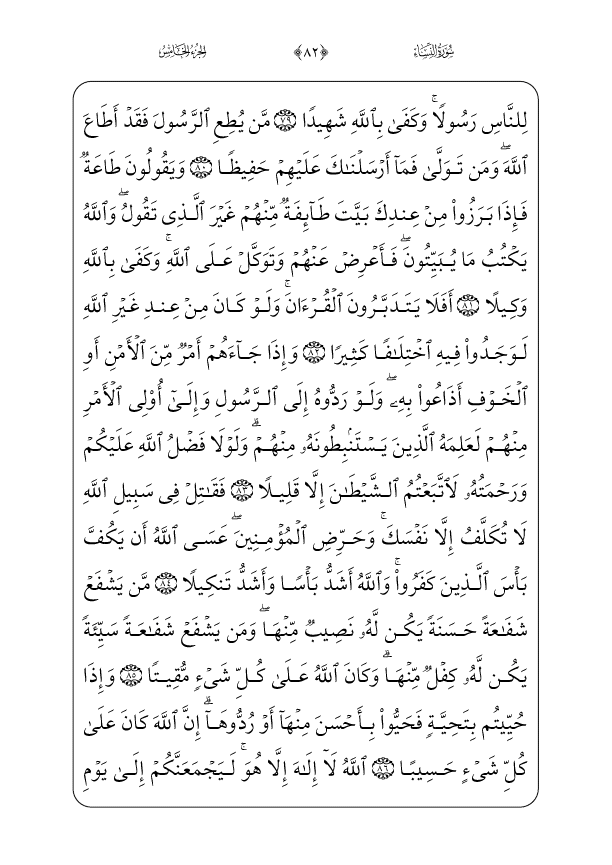 سُورَةُ النِّسَاءِ ﴿٨٢﴾ الجُزءُ الخَامِسُ
لِلنَّاسِ رَسُولًاۚ وَكَفَىٰ بِٱللَّهِ شَهِيدًا ٧٩ مَّن يُطِعِ ٱلرَّسُولَ فَقَدۡ أَطَاعَ
ٱللَّهَۖ وَمَن تَوَلَّىٰ فَمَآ أَرۡسَلۡنَٰكَ عَلَيۡهِمۡ حَفِيظٗا ٨٠ وَيَقُولُونَ طَاعَةٞ
فَإِذَا بَرَزُواْ مِنۡ عِندِكَ بَيَّتَ طَآئِفَةٞ مِّنۡهُمۡ غَيۡرَ ٱلَّذِي تَقُولُۖ وَٱللَّهُ
يَكۡتُبُ مَا يُبَيِّتُونَۖ فَأَعۡرِضۡ عَنۡهُمۡ وَتَوَكَّلۡ عَلَى ٱللَّهِۚ وَكَفَىٰ بِٱللَّهِ
وَكِيلًا ٨١ أَفَلَا يَتَدَبَّرُونَ ٱلۡقُرۡءَانَۚ وَلَوۡ كَانَ مِنۡ عِندِ غَيۡرِ ٱللَّهِ
لَوَجَدُواْ فِيهِ ٱخۡتِلَٰفٗا كَثِيرٗا ٨٢ وَإِذَا جَآءَهُمۡ أَمۡرٞ مِّنَ ٱلۡأَمۡنِ أَوِ
ٱلۡخَوۡفِ أَذَاعُواْ بِهِۦۖ وَلَوۡ رَدُّوهُ إِلَى ٱلرَّسُولِ وَإِلَىٰٓ أُوْلِي ٱلۡأَمۡرِ
مِنۡهُمۡ لَعَلِمَهُ ٱلَّذِينَ يَسۡتَنۢبِطُونَهُۥ مِنۡهُمۡۗ وَلَوۡلَا فَضۡلُ ٱللَّهِ عَلَيۡكُمۡ
وَرَحۡمَتُهُۥ لَٱتَّبَعۡتُمُ ٱلشَّيۡطَٰنَ إِلَّا قَلِيلٗا ٨٣ فَقَٰتِلۡ فِي سَبِيلِ ٱللَّهِ
لَا تُكَلَّفُ إِلَّا نَفۡسَكَۚ وَحَرِّضِ ٱلۡمُؤۡمِنِينَۖ عَسَى ٱللَّهُ أَن يَكُفَّ
بَأۡسَ ٱلَّذِينَ كَفَرُواْۚ وَٱللَّهُ أَشَدُّ بَأۡسٗا وَأَشَدُّ تَنكِيلٗا ٨٤ مَّن يَشۡفَعۡ
شَفَٰعَةً حَسَنَةٗ يَكُن لَّهُۥ نَصِيبٞ مِّنۡهَاۖ وَمَن يَشۡفَعۡ شَفَٰعَةٗ سَيِّئَةٗ
يَكُن لَّهُۥ كِفۡلٞ مِّنۡهَاۗ وَكَانَ ٱللَّهُ عَلَىٰ كُلِّ شَيۡءٖ مُّقِيتٗا ٨٥ وَإِذَا
حُيِّيتُم بِتَحِيَّةٖ فَحَيُّواْ بِأَحۡسَنَ مِنۡهَآ أَوۡ رُدُّوهَآۗ إِنَّ ٱللَّهَ كَانَ عَلَىٰ
كُلِّ شَيۡءٍ حَسِيبًا ٨٦ ٱللَّهُ لَآ إِلَٰهَ إِلَّا هُوَۚ لَيَجۡمَعَنَّكُمۡ إِلَىٰ يَوۡمِ